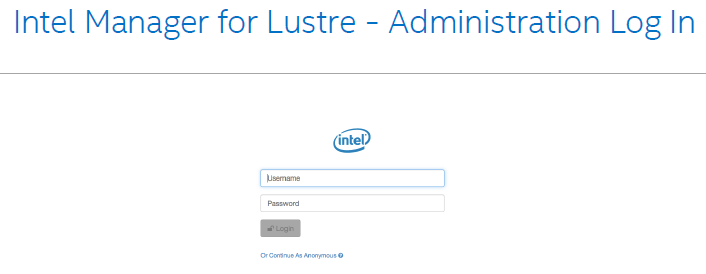 Intel Manager for Lustre - Administration Log In
intel
Username
Password
Login
Or Continue As Anonymous